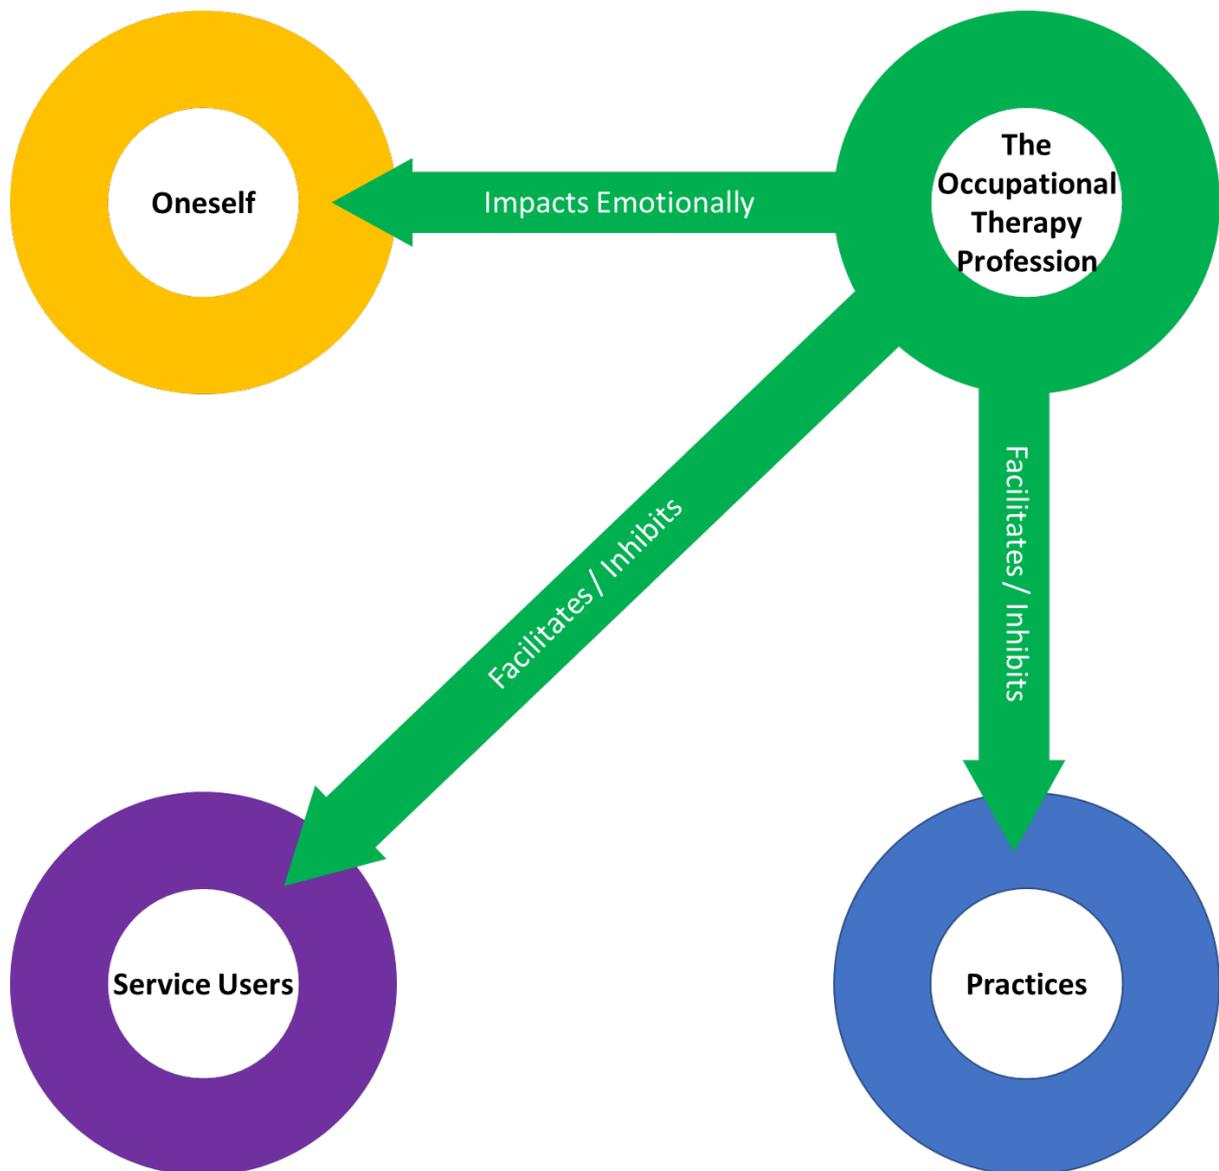 Oneself
Impacts Emotionally
The
Occupational
Therapy
Profession
Facilitates / Inhibits
Facilitates / Inhibits
Service Users
Practices